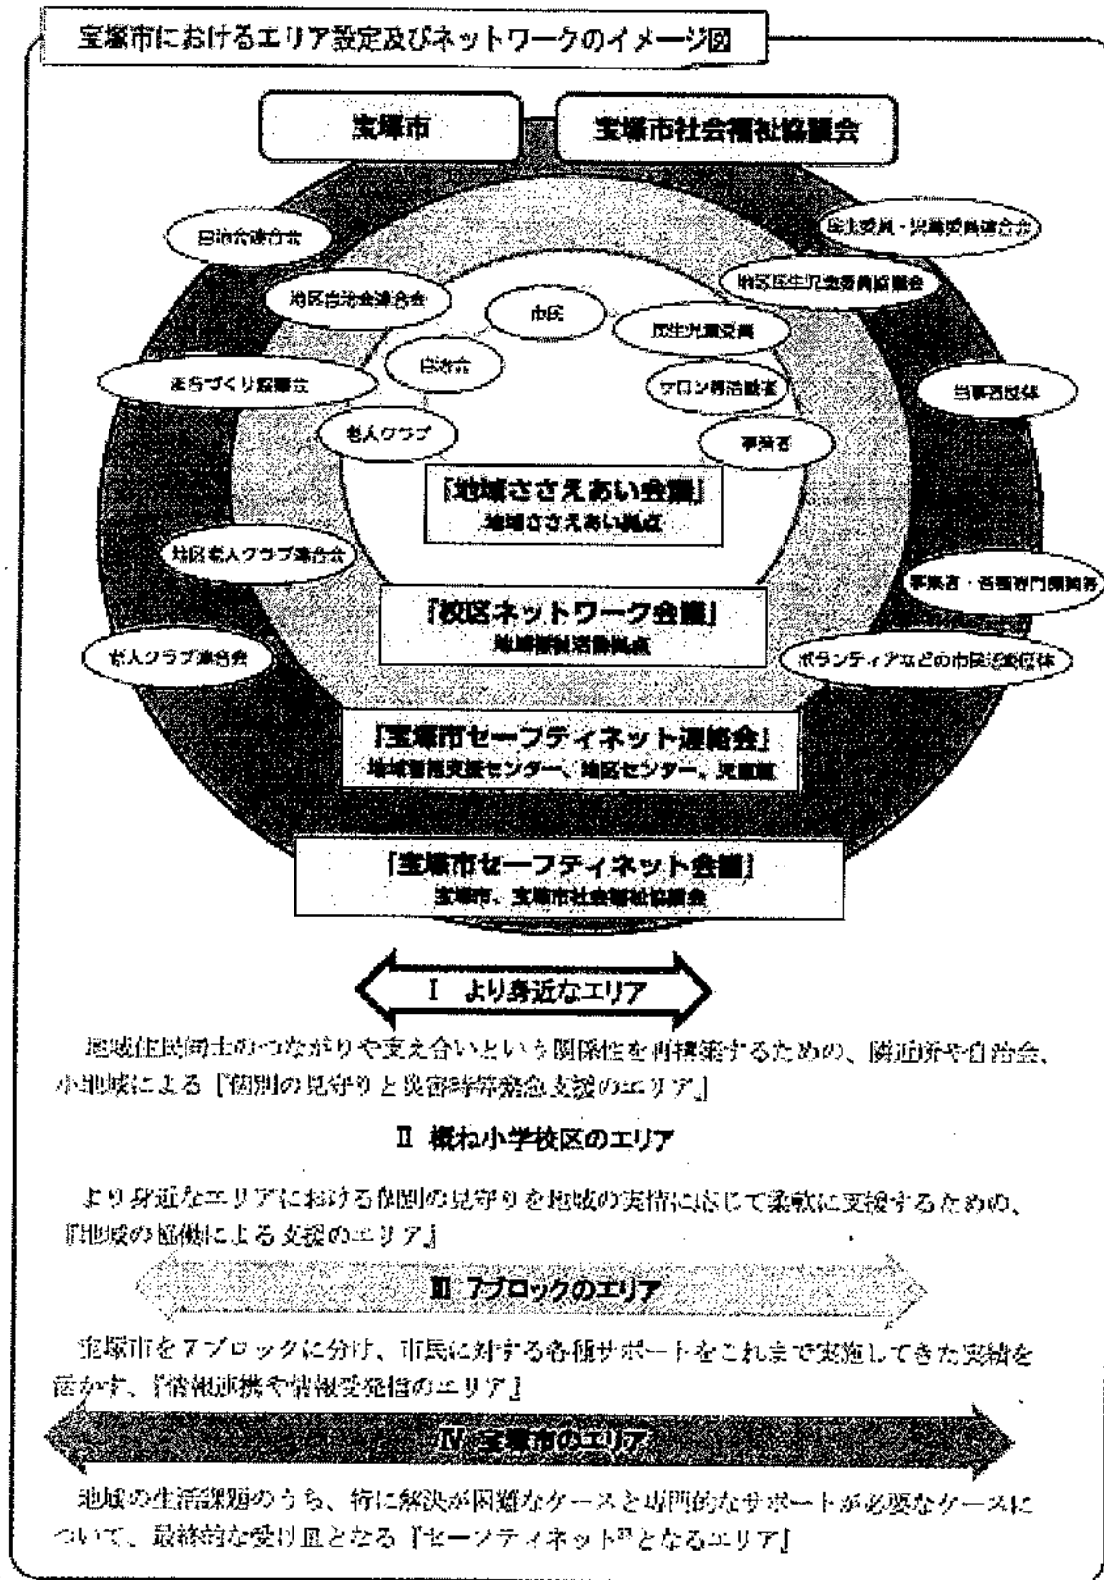 宝塚市におけるエリア設定及びネットワークのイメージ図
宝塚市
宝塚市社会福祉協議会
自治会連合会
民生委員・児童委員連合会
地区自治会連合会
地区民生児童委員協議会
市民
民生児童委員
自治会
まちづくり協議会
サロン等活動者
当事者団体
老人クラブ
事業者
『地域ささえあい会議』
地域ささえあい拠点
地区老人クラブ連合会
事業者・各種専門機関等
『校区ネットワーク会議』
地域福祉活動拠点
老人クラブ連合会
ボランティアなどの市民活動団体
『宝塚市セーフティネット連絡会』
地域包括支援センター、地区センター、児童館
『宝塚市セーフティネット会議』
宝塚市、宝塚市社会福祉協議会
Ⅰ より身近なエリア
地域住民同士のつながりや支え合いという関係性を再構築するための、隣近所や自治会、
小地域による『個別の見守りと災害時等緊急支援のエリア』
Ⅱ 概ね小学校区のエリア
より身近なエリアにおける個別の見守りを地域の実情に応じて柔軟に支援するための、
『地域の協働による支援のエリア』
Ⅲ 7ブロックのエリア
宝塚市を7ブロックに分け、市民に対する各種サポートをこれまで実施してきた実績を
活かす、『情報連携や情報受発信のエリア』
Ⅳ 宝塚市のエリア
地域の生活課題のうち、特に解決が困難なケースと専門的なサポートが必要なケースに
ついて、最終的な受け皿となる『セーフティネットとなるエリア』